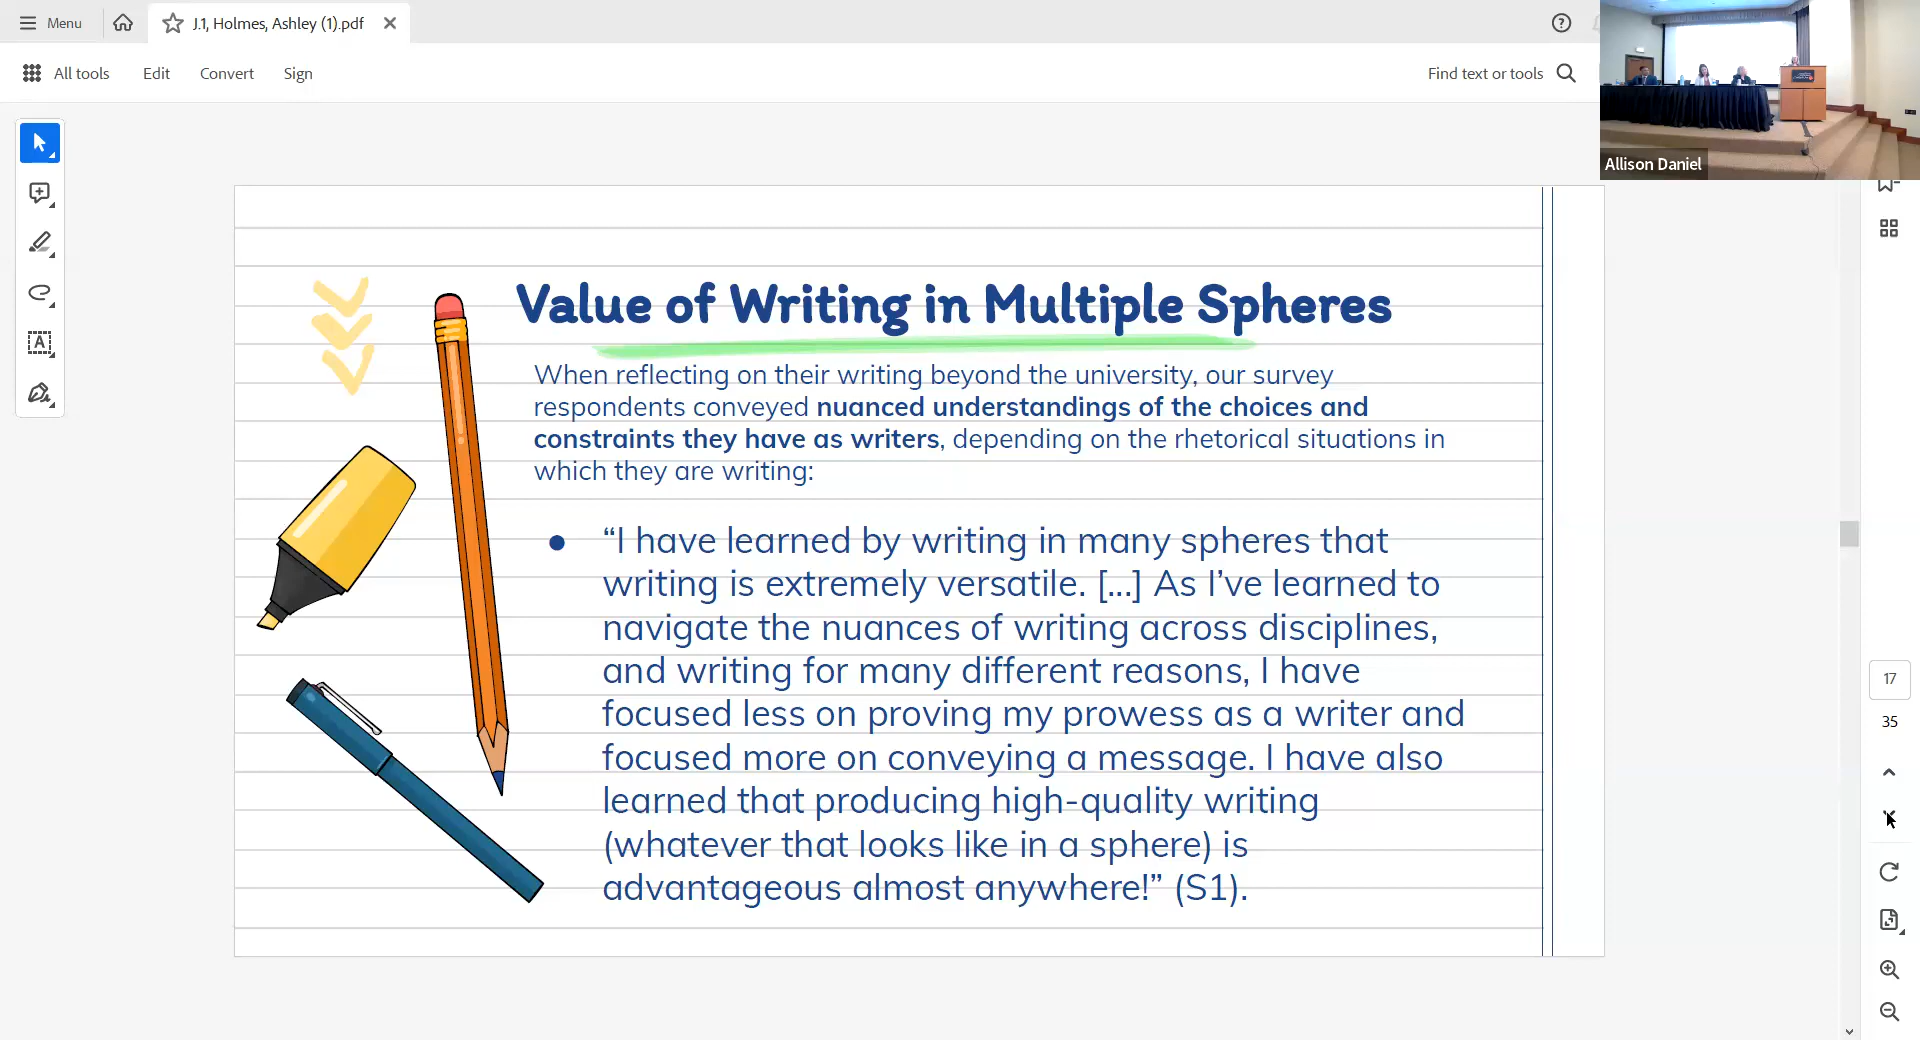 Menu
J.1, Holmes, Ashley (1).pdf
All tools
Edit
Convert
Sign
Find text or tools
Allison Daniel
Value of Writing in Multiple Spheres
When reflecting on their writing beyond the university, our survey
respondents conveyed nuanced understandings of the choices and
constraints they have as writers, depending on the rhetorical situations in
which they are writing:
● “I have learned by writing in many spheres that
writing is extremely versatile. [...] As I’ve learned to
navigate the nuances of writing across disciplines,
and writing for many different reasons, I have
focused less on proving my prowess as a writer and
focused more on conveying a message. I have also
learned that producing high-quality writing
(whatever that looks like in a sphere) is
advantageous almost anywhere!” (S1).
17
35